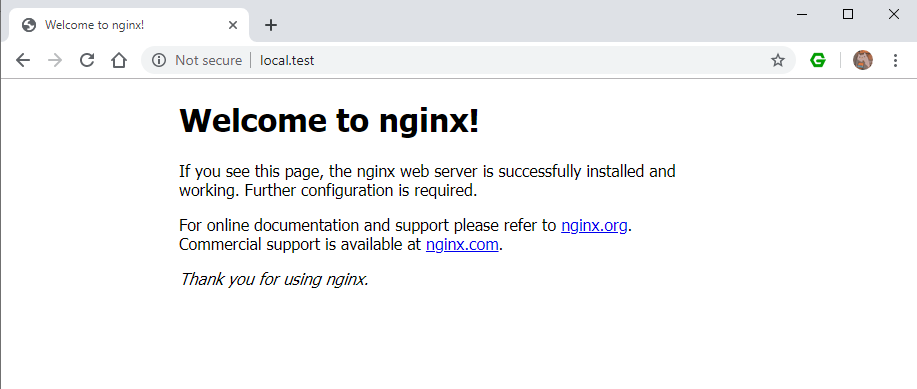 Welcome to nginx!
Not secure | local.test
Welcome to nginx!
If you see this page, the nginx web server is successfully installed and
working. Further configuration is required.
For online documentation and support please refer to nginx.org.
Commercial support is available at nginx.com.
Thank you for using nginx.